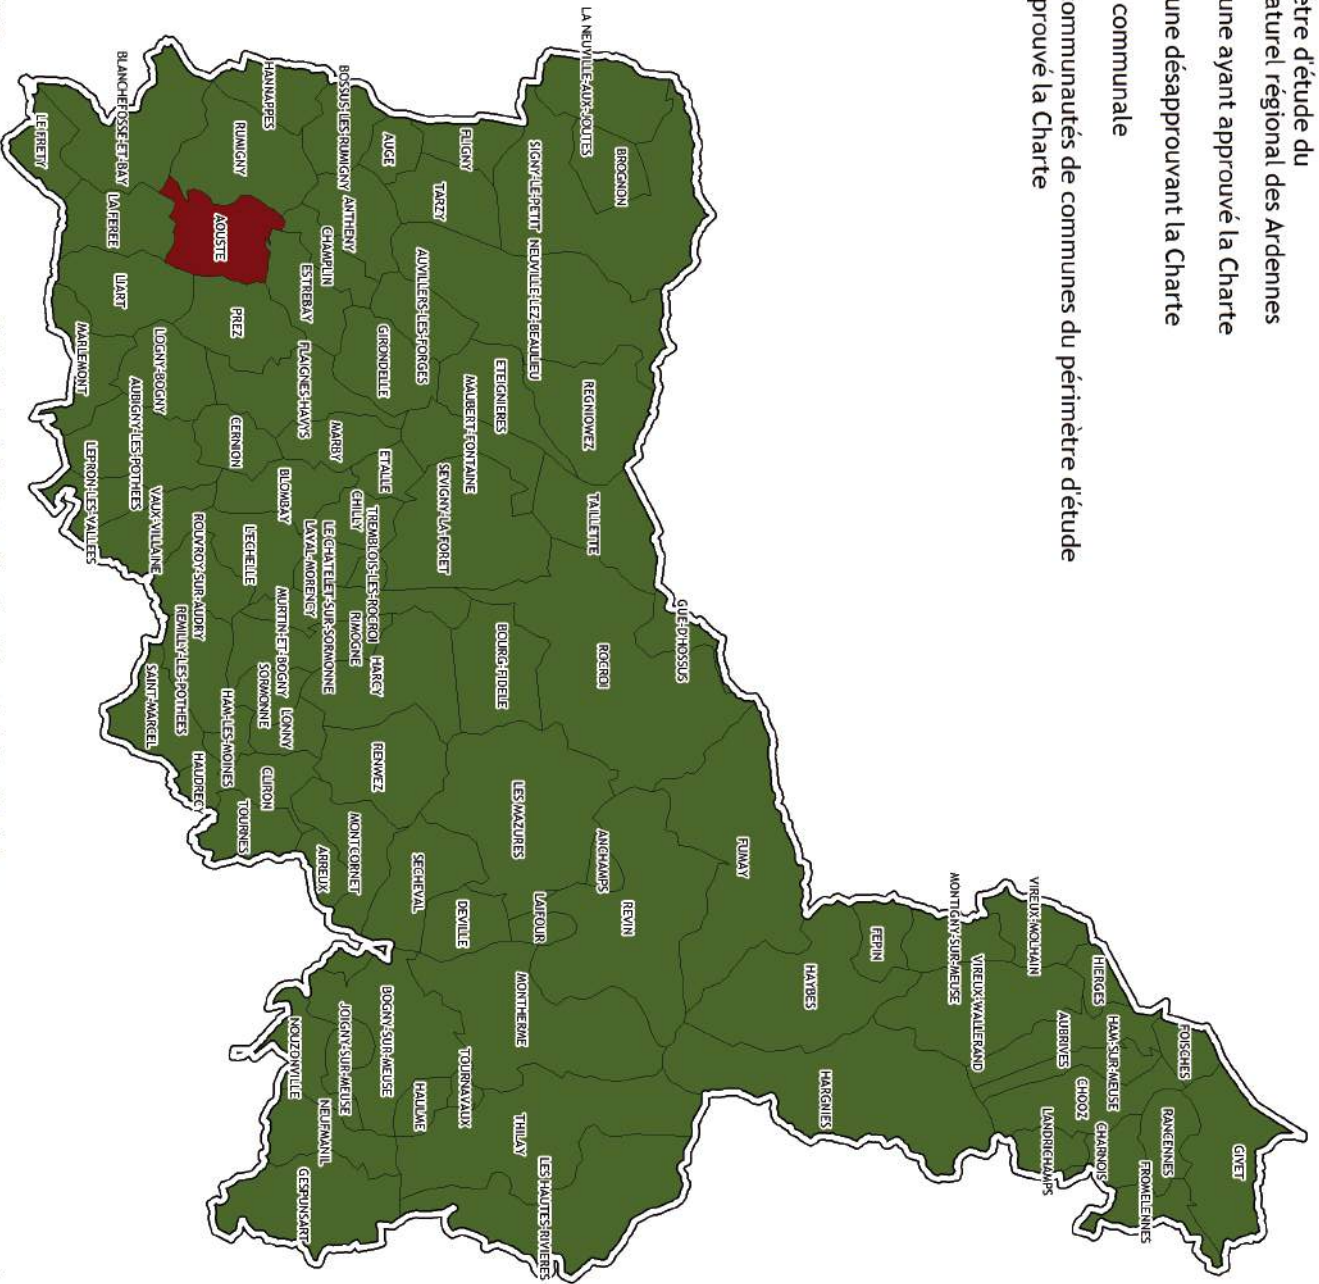 ètre d'étude du
aturel régional des Ardennes
une ayant approuvé la Charte
une désapprouvant la Charte
communale
ommunautés de communes du périmètre d'étude
prouvé la Charte
GIVET
FOISCHES
RANCENNES
FROMELENNES
HAM-SUR-MEUSE
HIERGES
CHARNOIS
CHOOZ
AUBRIVES
LANDRICHAMPS
VIREUX-MOLHAIN
VIREUX-WALLERAND
MONTIGNY-SUR-MEUSE
FEPIN
HARGNIES
HAYBES
FUMAY
GUE-D'HOSSUS
REVIN
BROGNON
ROCROI
ANCHAMPS
TAILLETTE
REGNIOWEZ
LA NEUVILLE-AUX-JOUTES
LES HAUTES-RIVIERES
LAIFOUR
SIGNY-LE-PETIT
NEUVILLE-LEZ-BEAULIEU
THILAY
MONTHERME
LES MAZURES
BOURG-FIDELE
ETEIGNIERES
MAUBERT-FONTAINE
FLIGNY
DEVILLE
TOURNAVAUX
SEVIGNY-LA-FORET
TARZY
AUVILLERS-LES-FORGES
SECHEVAL
HAULME
AUGE
GIRONDELLE
ETALLE
BOGNY-SUR-MEUSE
RENWEZ
HARCY
TREMBLOIS-LES-ROCROI
CHILLY
RIMOGNE
MONTCORNET
BOSSUS-LES-RUMIGNY
ANTHENY
JOIGNY-SUR-MEUSE
MARBY
CHAMPLIN
LE CHATELET-SUR-SORMONNE
ARREUX
NEUFMANIL
ESTREBAY
FLAIGNES-HAVYS
LAVAL-MORENCY
GESPUNSART
NOUZONVILLE
LONNY
BLOMBAY
MURTIN-ET-BOGNY
HANNAPPES
SORMONNE
CLIRON
L'ECHELLE
TOURNES
RUMIGNY
PREZ
CERNION
HAM-LES-MOINES
AOUSTE
ROUVROY-SUR-AUDRY
HAUDRECY
REMILLY-LES-POTHEES
LOGNY-BOGNY
VAUX-VILLAINE
SAINT-MARCEL
AUBIGNY-LES-POTHEES
BLANCHEFOSSE-ET-BAY
LIART
LA FEREE
LEPRON-LES-VALLEES
MARLEMONT
LE FRETY